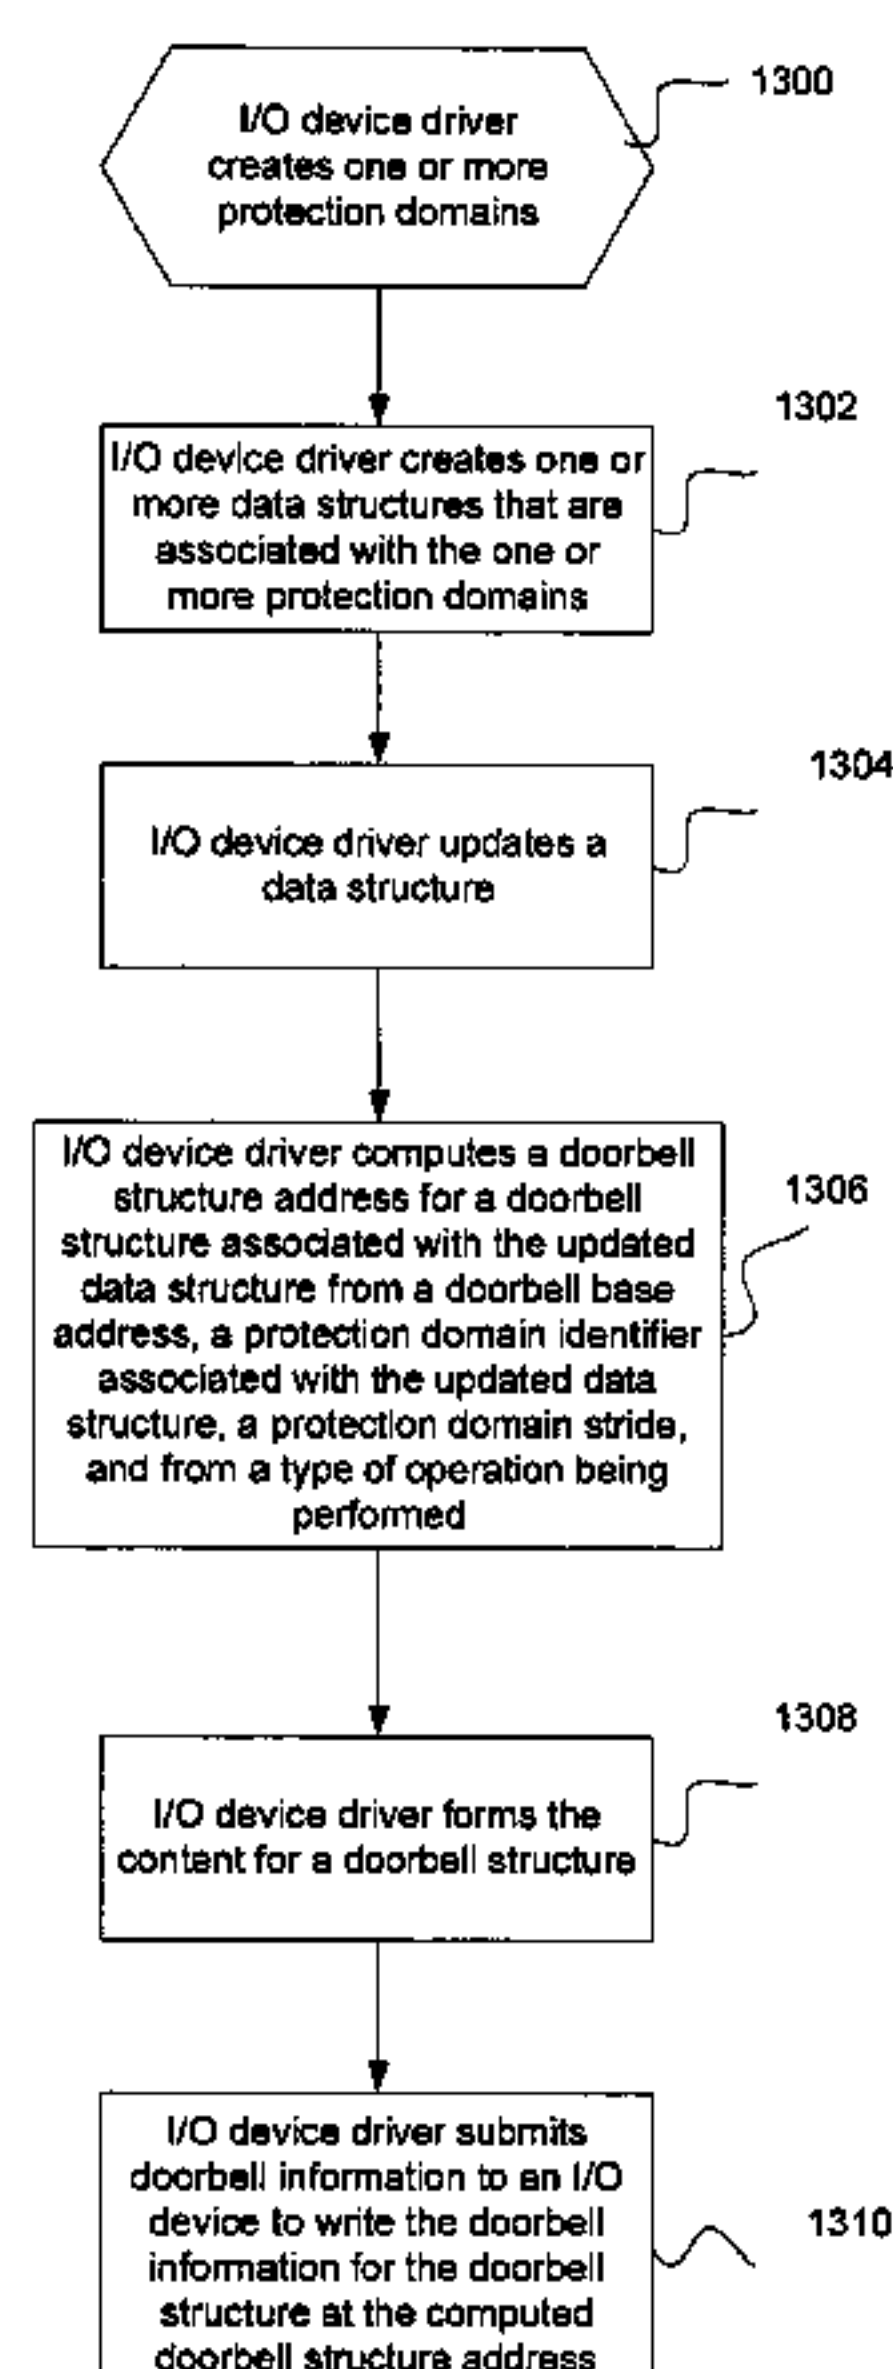 1300
I/O device driver
creates one or more
protection domains
1302
I/O device driver creates one or
more data structures that are
associated with the one or
more protection domains
1304
I/O device driver updates a
data structure
1306
I/O device driver computes a doorbell
structure address for a doorbell
structure associated with the updated
data structure from a doorbell base
address, a protection domain identifier
associated with the updated data
structure, a protection domain stride,
and from a type of operation being
performed
1308
I/O device driver forms the
content for a doorbell structure
1310
I/O device driver submits
doorbell information to an I/O
device to write the doorbell
information for the doorbell
structure at the computed
doorbell structure address